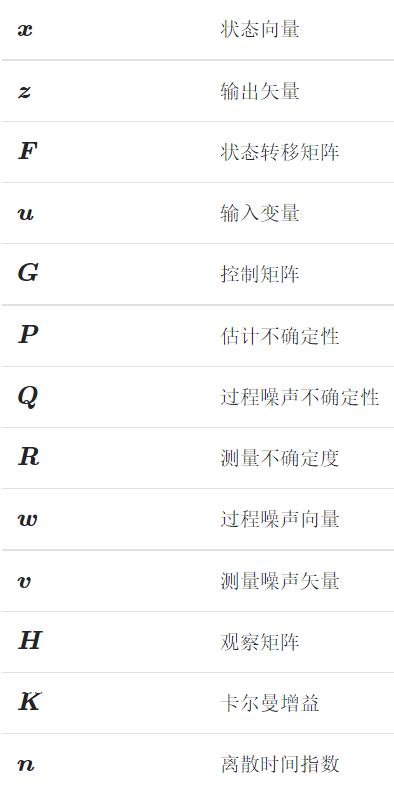 x 状态向量
z 输出矢量
F 状态转移矩阵
u 输入变量
G 控制矩阵
P 估计不确定性
Q 过程噪声不确定性
R 测量不确定度
w 过程噪声向量
v 测量噪声矢量
H 观察矩阵
K 卡尔曼增益
n 离散时间指数